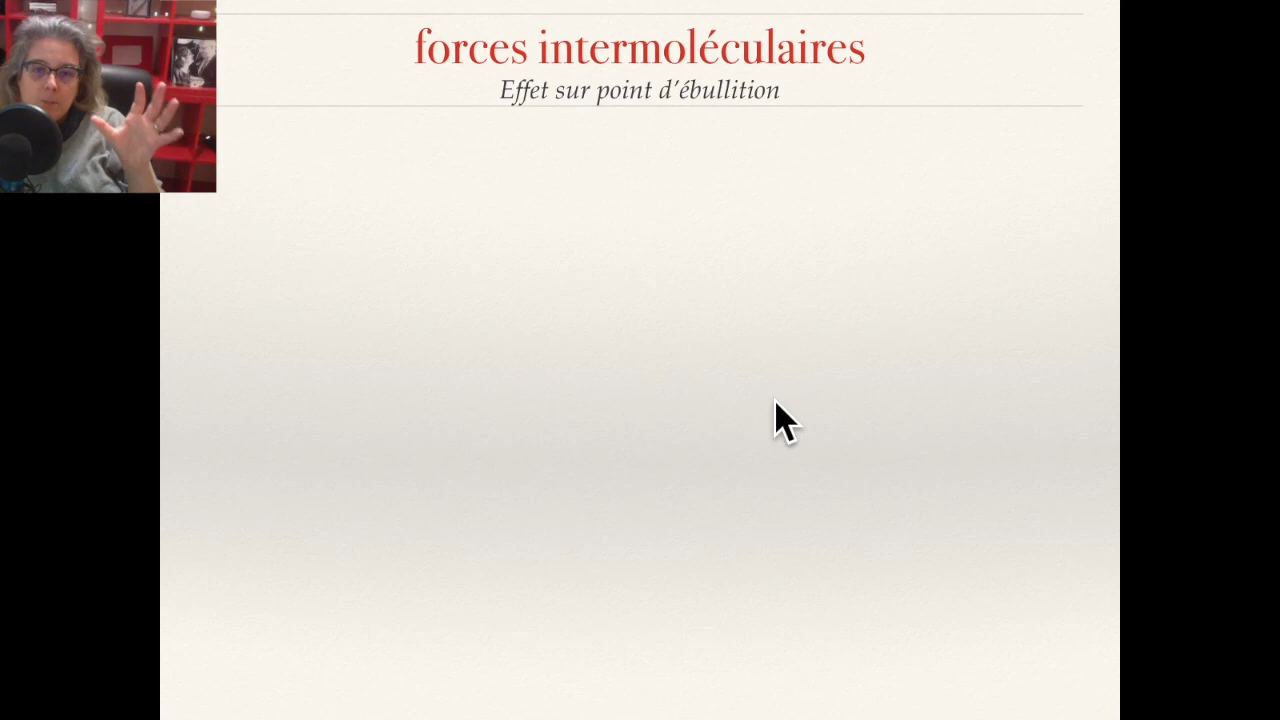 forces intermoléculaires
Effet sur point d’ébullition